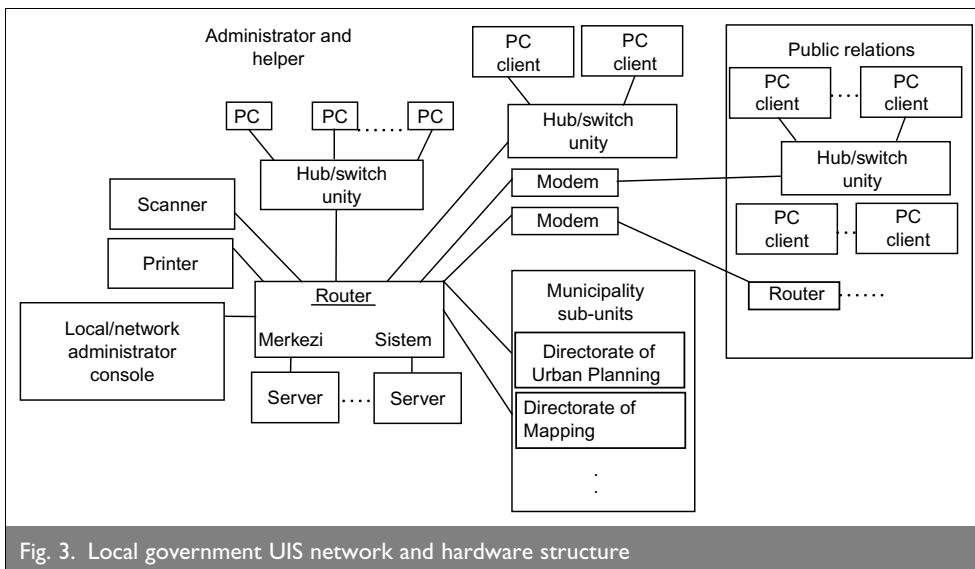 Administrator and
helper
PC
client
PC
client
Public relations
PC
client
.....
PC
client
PC
PC
.......
PC
Hub/switch
unity
Hub/switch
unity
Hub/switch
unity
Modem
Scanner
Modem
PC
client
....
PC
client
Printer
Router
Router
......
Municipality
sub-units
Local/network
administrator
console
Merkezi
Sistem
Directorate of
Urban Planning
Server
....
Server
Directorate of
Mapping
.
.
Fig. 3. Local government UIS network and hardware structure